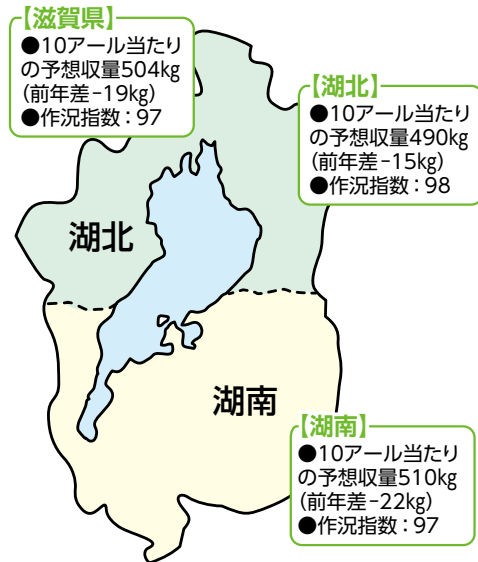 【滋賀県】
●10アール当たり
の予想収量504kg
(前年差-19kg)
●作況指数：97
【湖北】
●10アール当たり
の予想収量490kg
(前年差-15kg)
●作況指数：98
湖北
湖南
【湖南】
●10アール当たり
の予想収量510kg
(前年差-22kg)
●作況指数：97